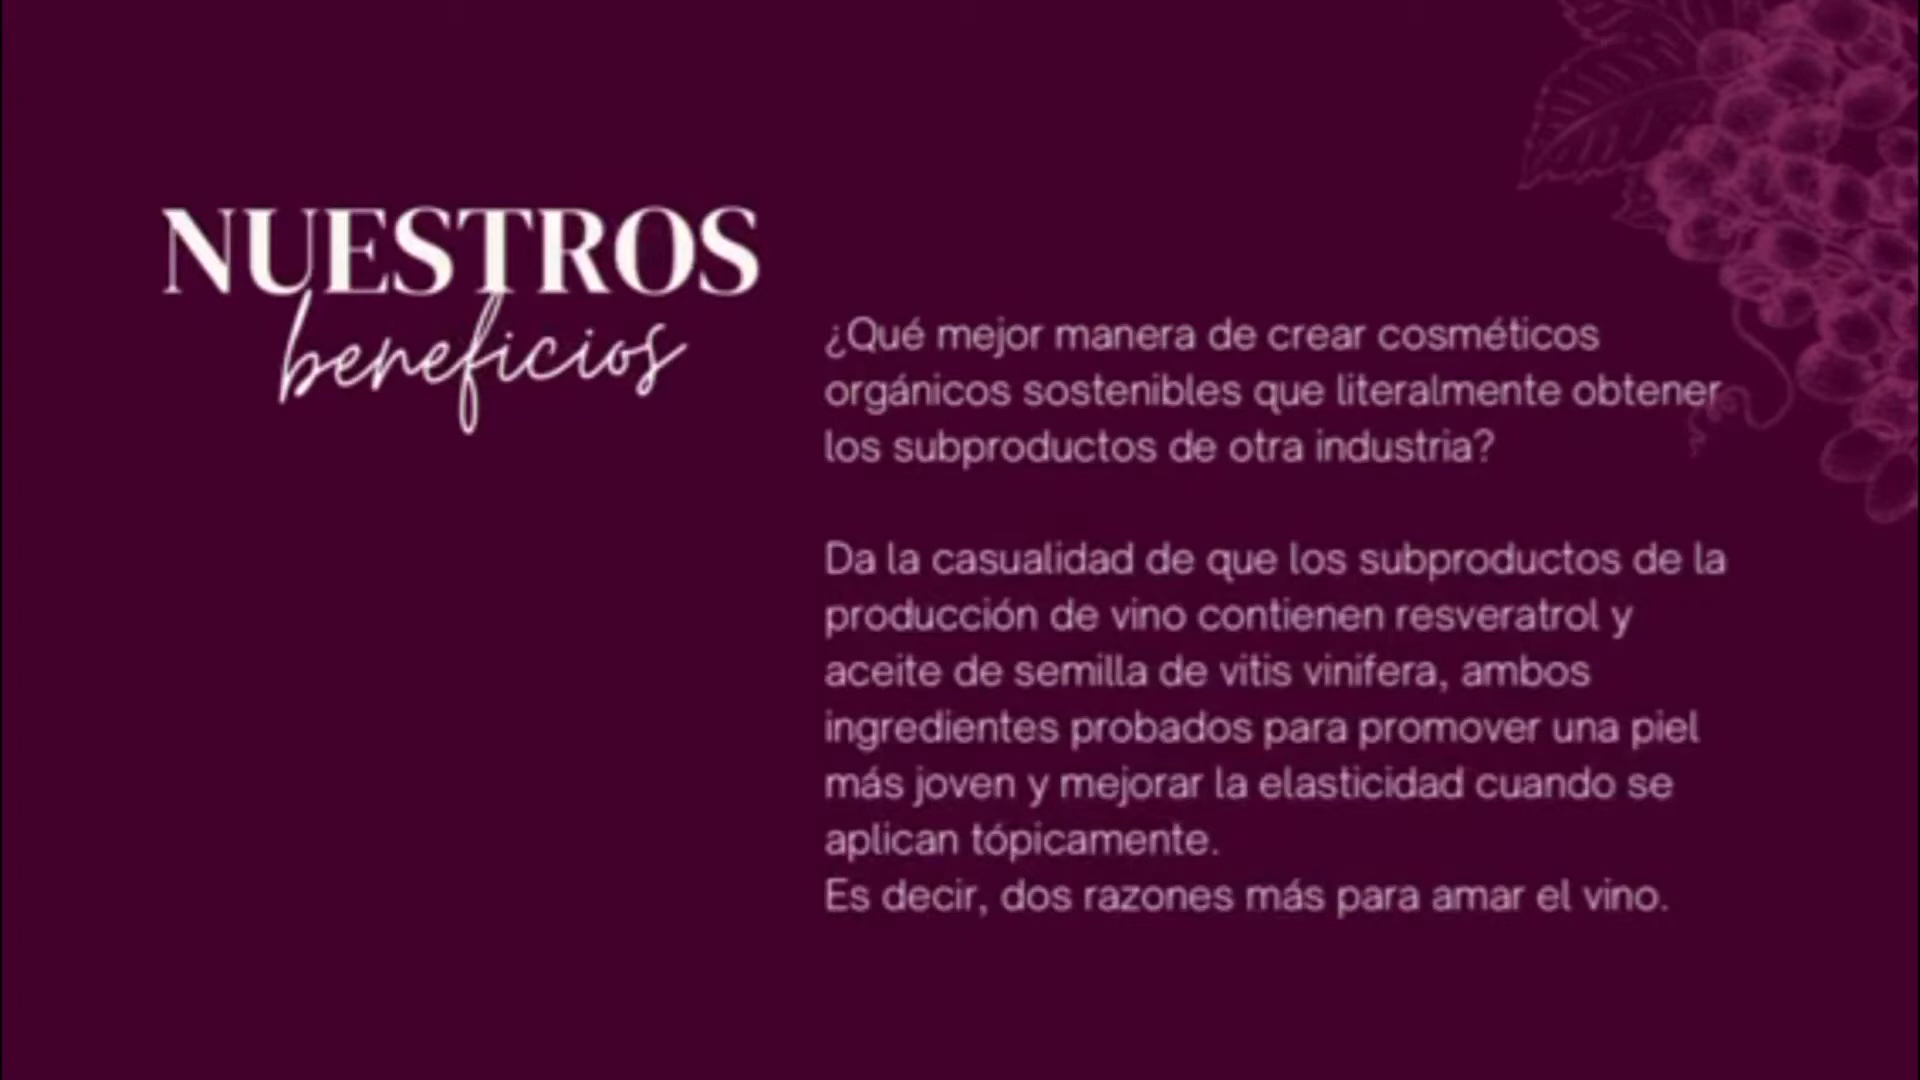 NUESTROS
beneficios
¿Qué mejor manera de crear cosméticos
orgánicos sostenibles que literalmente obtener
los subproductos de otra industria?
Da la casualidad de que los subproductos de la
producción de vino contienen resveratrol y
aceite de semilla de vitis vinifera, ambos
ingredientes probados para promover una piel
más joven y mejorar la elasticidad cuando se
aplican tópicamente.
Es decir, dos razones más para amar el vino.